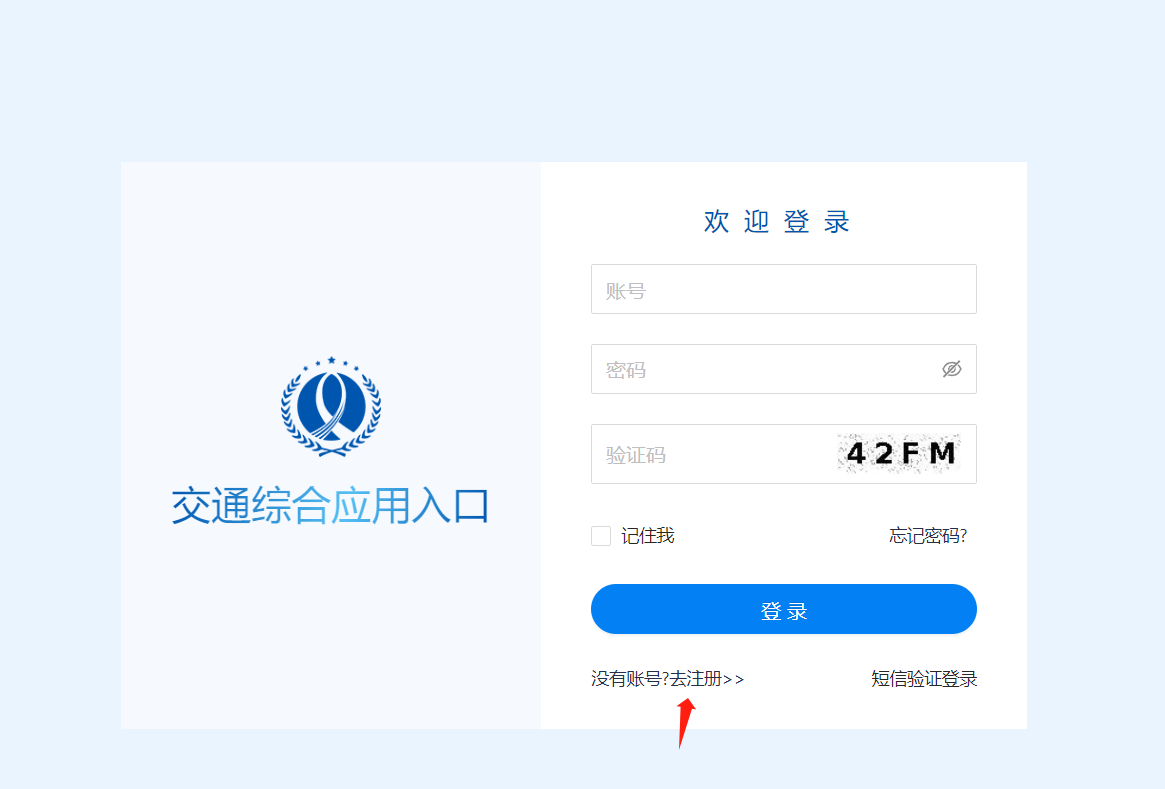 欢迎登录
账号
密码
验证码 42FM
交通综合应用入口
记住我 忘记密码?
登录
没有账号?去注册>> 短信验证登录